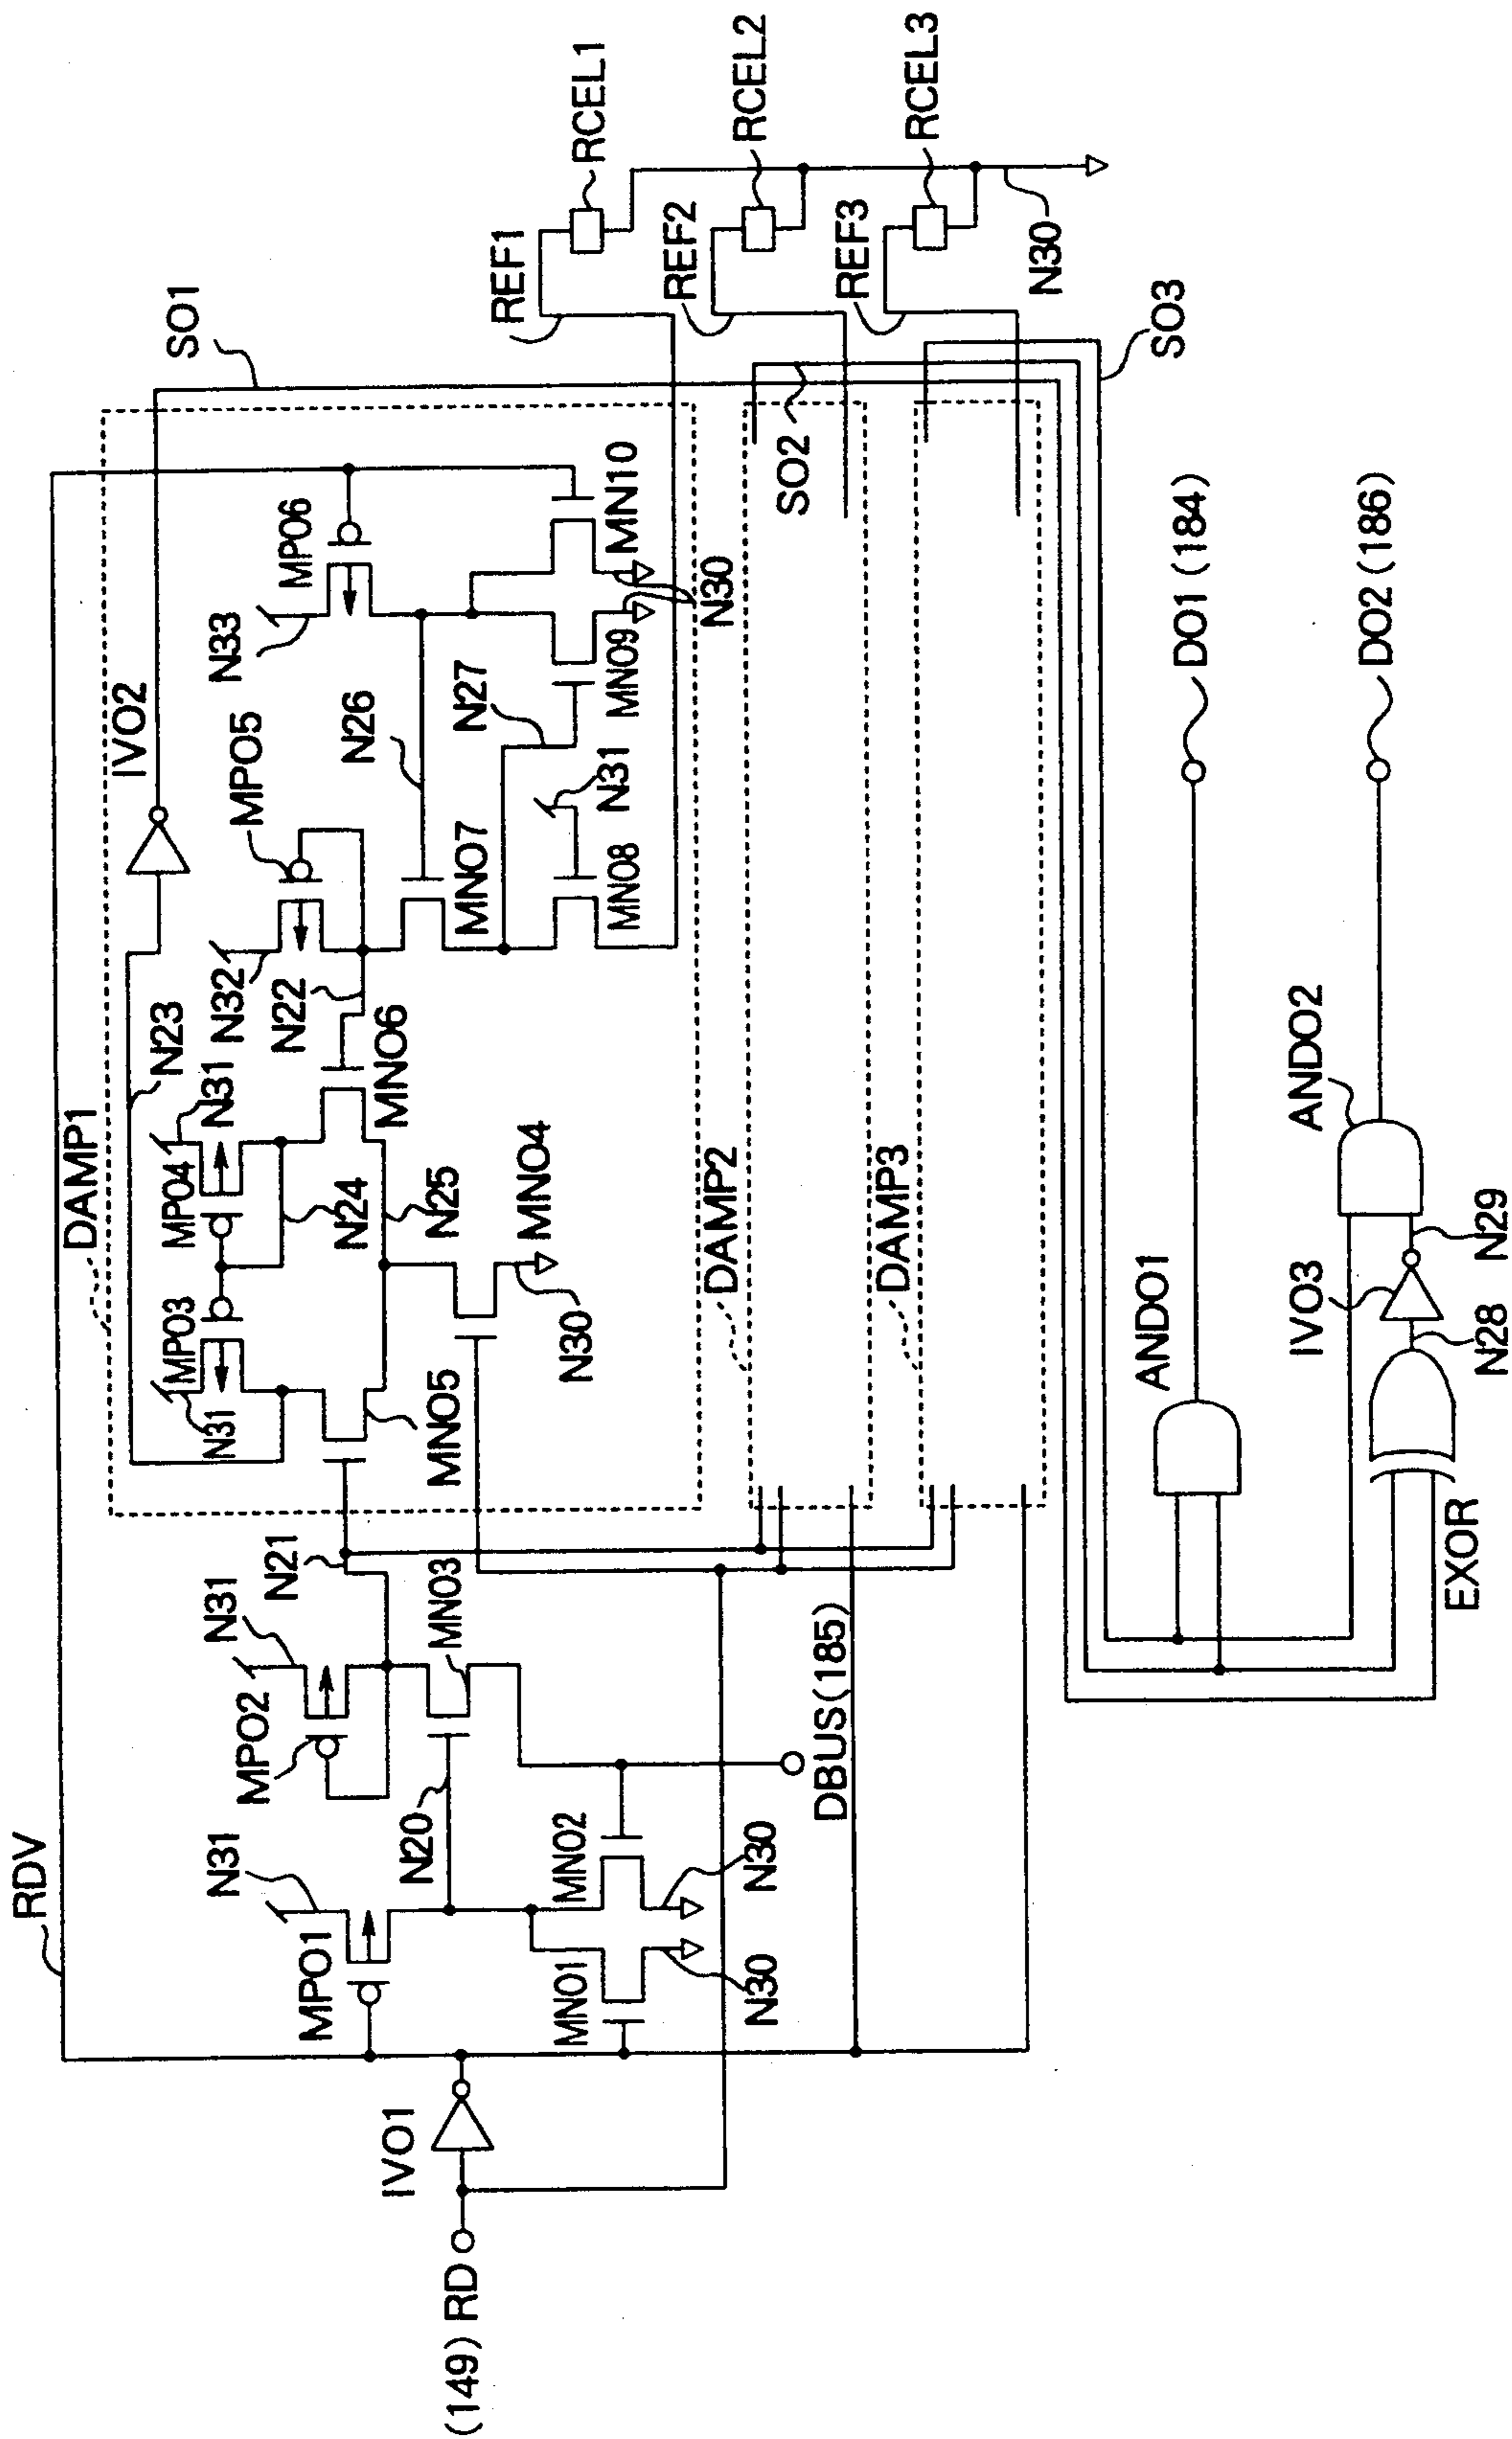 RDV
(149) RD
IVO1
MPO1
N31
MPO2
N31
N20
MNO1
MNO2
N30
N30
N21
MNO3
DBUS(185)
DAMP1
N31
MPO3
MPO4
N31
N23
N24
N25
MNO5
MNO6
MNO4
N30
IVO2
MPO5
N32
N22
MNO7
N26
N27
N31
MNO8
MPO6
N33
MNO9
MN10
N30
SO1
DAMP2
SO2
DAMP3
SO3
REF1
RCEL1
REF2
RCEL2
REF3
RCEL3
N30
ANDO1
DO1 (184)
EXOR
N28
IVO3
N29
ANDO2
DO2 (186)